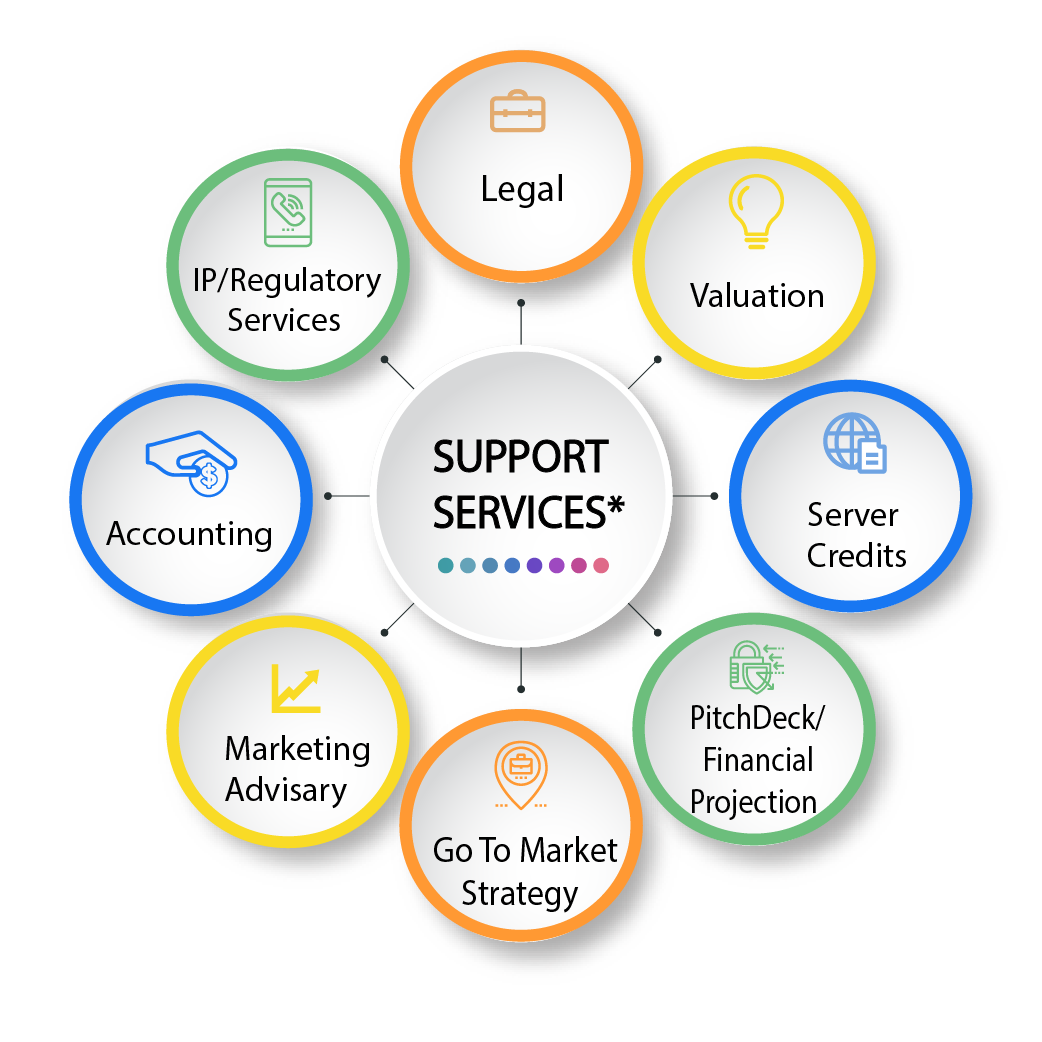 Legal
Valuation
Server
Credits
PitchDeck/
Financial
Projection
Go To Market
Strategy
Marketing
Advisary
Accounting
IP/Regulatory
Services
SUPPORT
SERVICES*
$